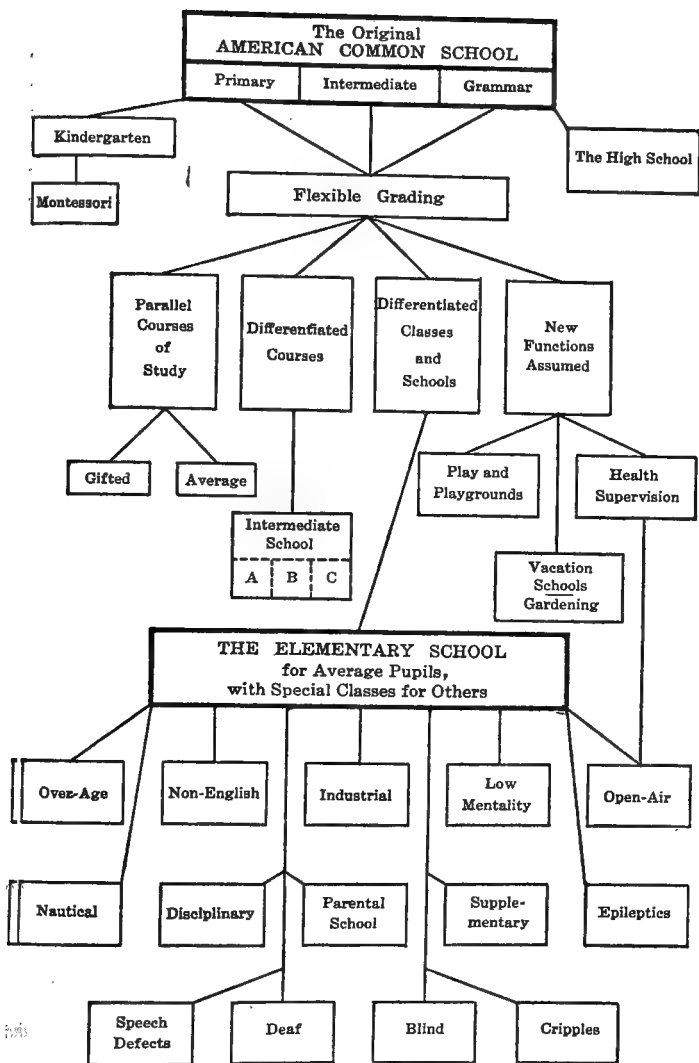 The Original
AMERICAN COMMON SCHOOL
Primary Intermediate Grammar
Kindergarten
The High School
Montessori
Flexible Grading
Parallel
Courses
of
Study
Differentiated
Courses
Differentiated
Classes
and
Schools
New
Functions
Assumed
Gifted
Average
Play and
Playgrounds
Health
Supervision
Intermediate
School
A B C
Vacation
Schools
Gardening
THE ELEMENTARY SCHOOL
for Average Pupils,
with Special Classes for Others
Over-Age
Non-English
Industrial
Low
Mentality
Open-Air
Nautical
Disciplinary
Parental
School
Supple-
mentary
Epileptics
Speech
Defects
Deaf
Blind
Cripples